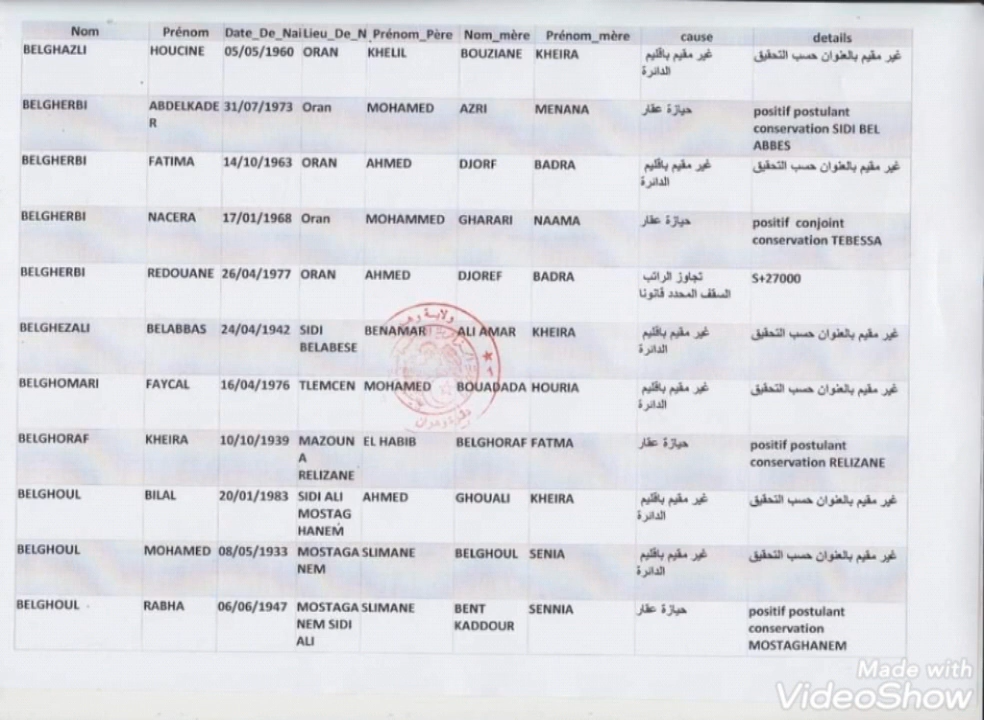 Nom Prénom Date_De_Nai Lieu_De_N Prénom_Père Nom_mère Prénom_mère cause details
BELGHAZLI HOUCINE 05/05/1960 ORAN KHELIL BOUZIANE KHEIRA غير مقيم باقليم غير مقيم بالعنوان حسب التحقيق
الدائرة
BELGHERBI ABDELKADE 31/07/1973 Oran MOHAMED AZRI MENANA حيازة عقار positif postulant
R conservation SIDI BEL
ABBES
BELGHERBI FATIMA 14/10/1963 ORAN AHMED DJORF BADRA غير مقيم باقليم غير مقيم بالعنوان حسب التحقيق
الدائرة
BELGHERBI NACERA 17/01/1968 Oran MOHAMMED GHARARI NAAMA حيازة عقار positif conjoint
conservation TEBESSA
BELGHERBI REDOUANE 26/04/1977 ORAN AHMED DJOREF BADRA تجاوز الراتب S+27000
السقف المحدد قانونا
BELGHEZALI BELABBAS 24/04/1942 SIDI BENAMAR ALI AMAR KHEIRA غير مقيم باقليم غير مقيم بالعنوان حسب التحقيق
BELABESE الدائرة
BELGHOMARI FAYCAL 16/04/1976 TLEMCEN MOHAMED BOUADADA HOURIA غير مقيم باقليم غير مقيم بالعنوان حسب التحقيق
الدائرة
BELGHORAF KHEIRA 10/10/1939 MAZOUN EL HABIB BELGHORAF FATMA حيازة عقار positif postulant
A conservation RELIZANE
RELIZANE
BELGHOUL BILAL 20/01/1983 SIDI ALI AHMED GHOUALI KHEIRA غير مقيم باقليم غير مقيم بالعنوان حسب التحقيق
MOSTAG الدائرة
HANEM
BELGHOUL MOHAMED 08/05/1933 MOSTAGA SLIMANE BELGHOUL SENIA غير مقيم باقليم غير مقيم بالعنوان حسب التحقيق
NEM الدائرة
BELGHOUL RABHA 06/06/1947 MOSTAGA SLIMANE BENT SENNIA حيازة عقار positif postulant
NEM SIDI KADDOUR conservation
ALI MOSTAGHANEM
Made with
VideoShow